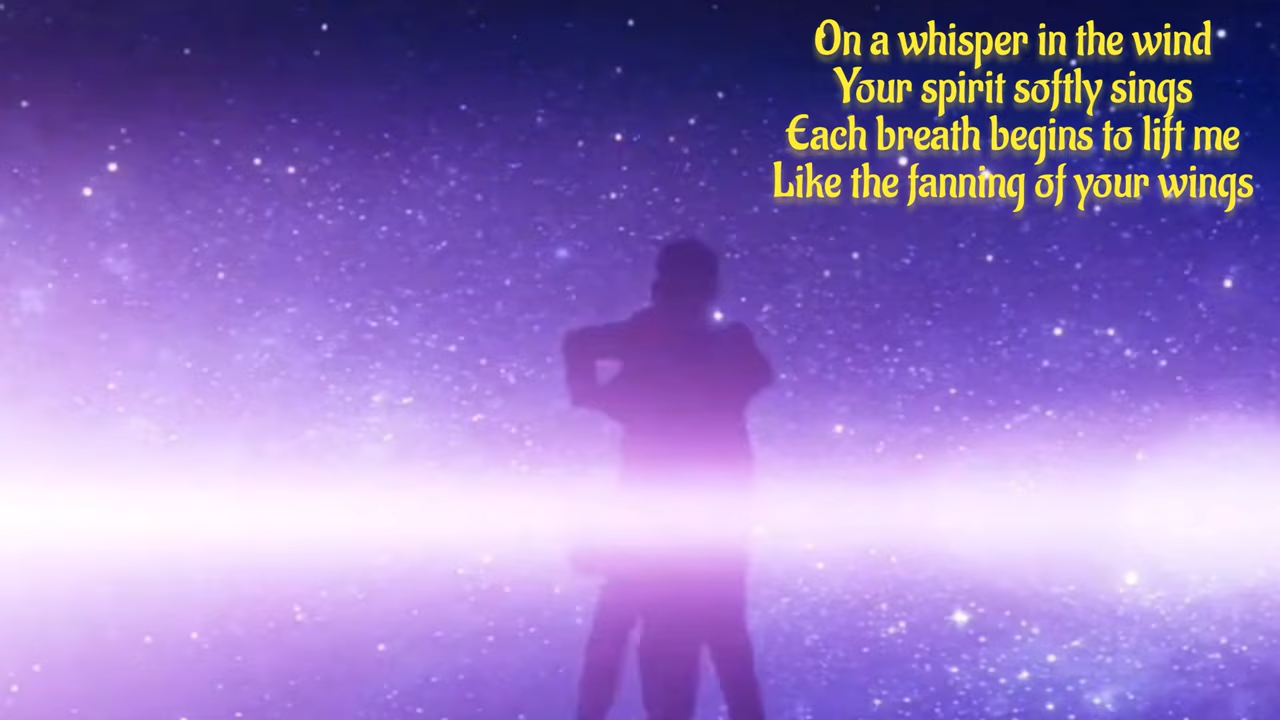 On a whisper in the wind
Your spirit softly sings
Each breath begins to lift me
Like the fanning of your wings